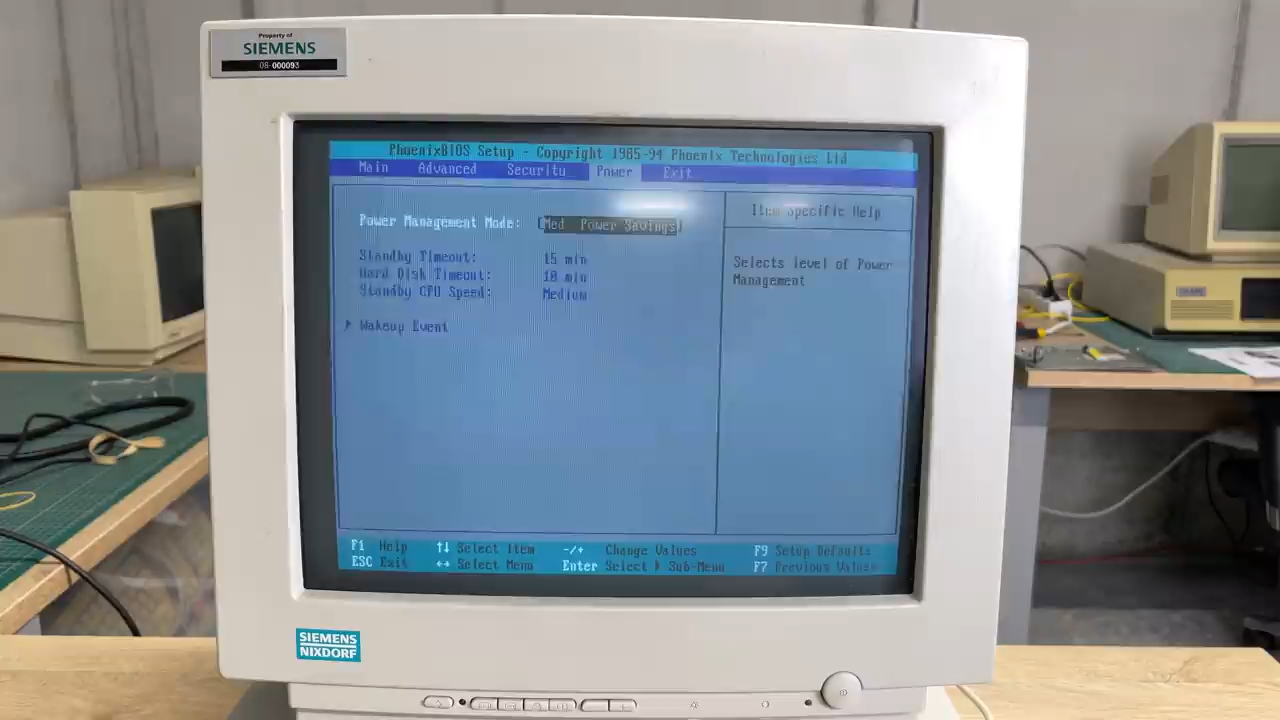 Property of
SIEMENS
08-000093
PhoenixBIOS Setup - Copyright 1985-94 Phoenix Technologies Ltd
Main Advanced Security Power Exit
Power Management Mode: [Med Power Savings]
Standby Timeout: 15 min
Hard Disk Timeout: 10 min
Standby CPU Speed: Medium
Wakeup Event
Item Specific Help
Selects level of Power
Management
F1 Help ↑↓ Select Item -/+ Change Values F9 Setup Defaults
ESC Exit ↔ Select Menu Enter Select ▶ Sub-Menu F7 Previous Values
SIEMENS
NIXDORF